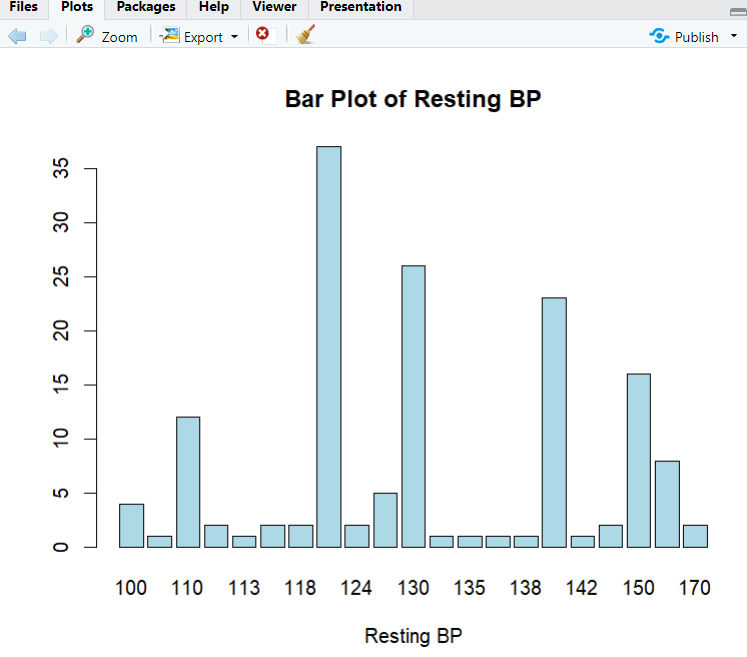 Files Plots Packages Help Viewer Presentation
Zoom Export Publish
Bar Plot of Resting BP
35
30
25
20
15
10
5
0
100 110 113 118 124 130 135 138 142 150 170
Resting BP